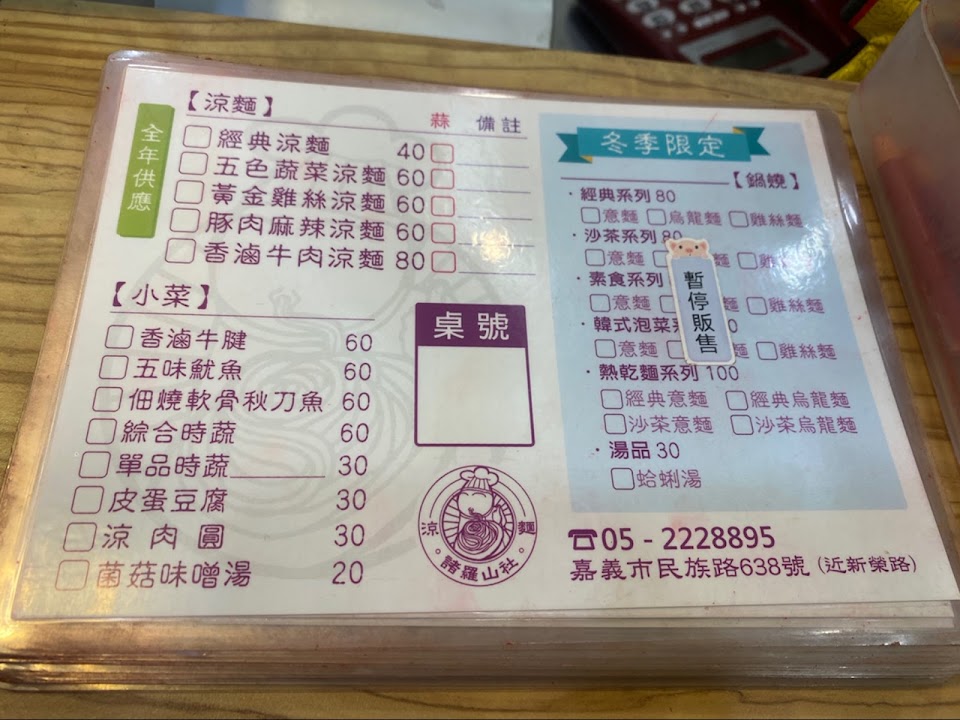 全年供應
【涼麵】
蒜 備註
經典涼麵 40
五色蔬菜涼麵 60
黃金雞絲涼麵 60
豚肉麻辣涼麵 60
香滷牛肉涼麵 80
【小菜】
香滷牛腱 60
五味魷魚 60
佃燒軟骨秋刀魚 60
綜合時蔬 60
單品時蔬______ 30
皮蛋豆腐 30
涼肉圓 30
菌菇味噌湯 20
桌號
涼麵
諸羅山社
冬季限定
【鍋燒】
・經典系列 80
意麵 烏龍麵 雞絲麵
・沙茶系列 80
意麵
・素食系列
意麵 麵 雞絲麵
・韓式泡菜
意麵 麵 雞絲麵
暫停販售
・熱乾麵系列 100
經典意麵 經典烏龍麵
沙茶意麵 沙茶烏龍麵
・湯品 30
蛤蜊湯
☎05-2228895
嘉義市民族路638號(近新榮路)